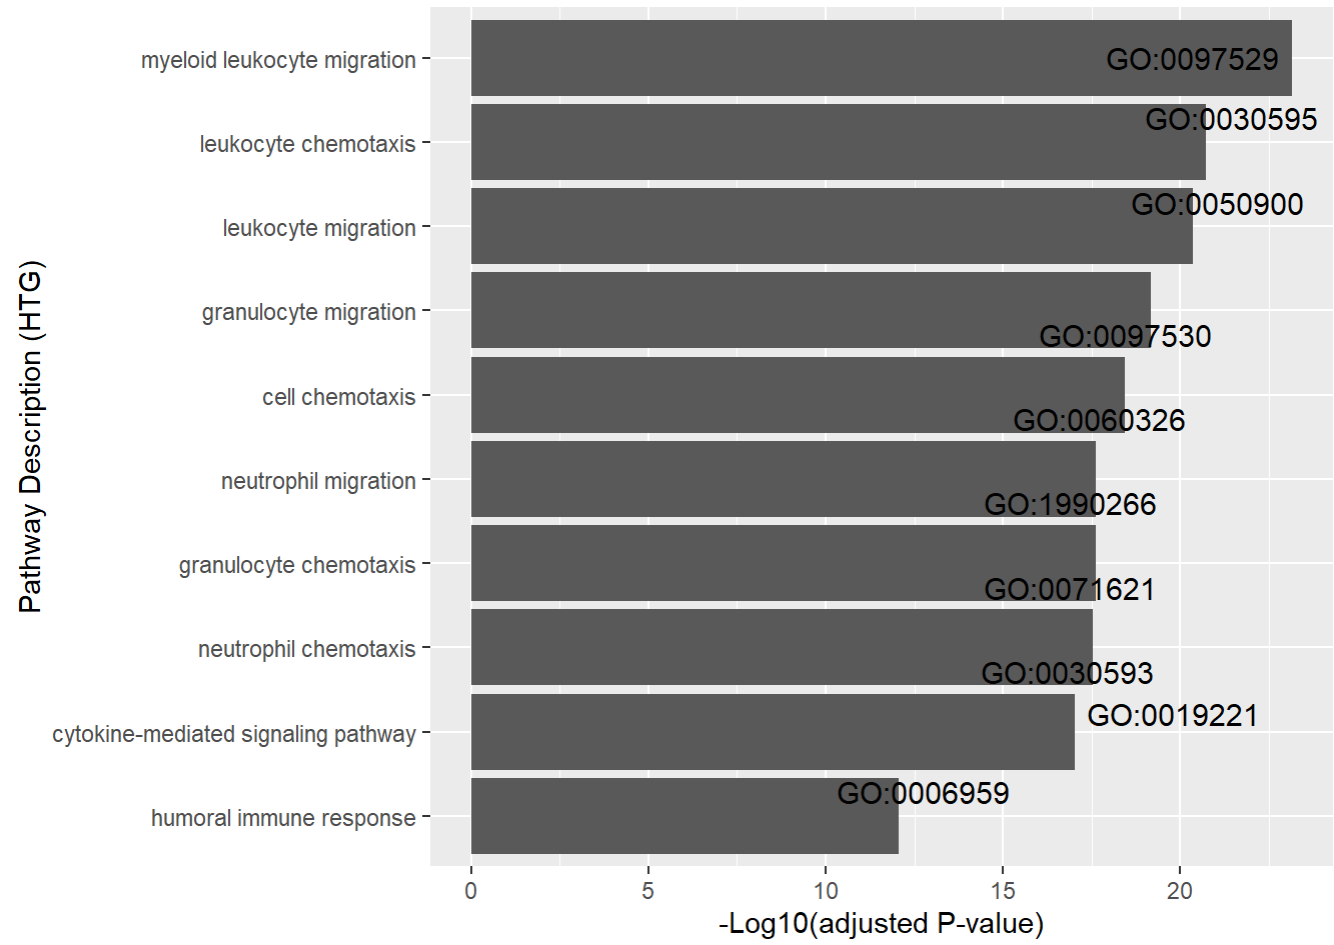 myeloid leukocyte migration
GO:0097529
leukocyte chemotaxis
GO:0030595
leukocyte migration
GO:0050900
granulocyte migration
GO:0097530
cell chemotaxis
GO:0060326
neutrophil migration
GO:1990266
granulocyte chemotaxis
GO:0071621
neutrophil chemotaxis
GO:0030593
cytokine-mediated signaling pathway
GO:0019221
humoral immune response
GO:0006959
Pathway Description (HTG)
0 5 10 15 20
-Log10(adjusted P-value)